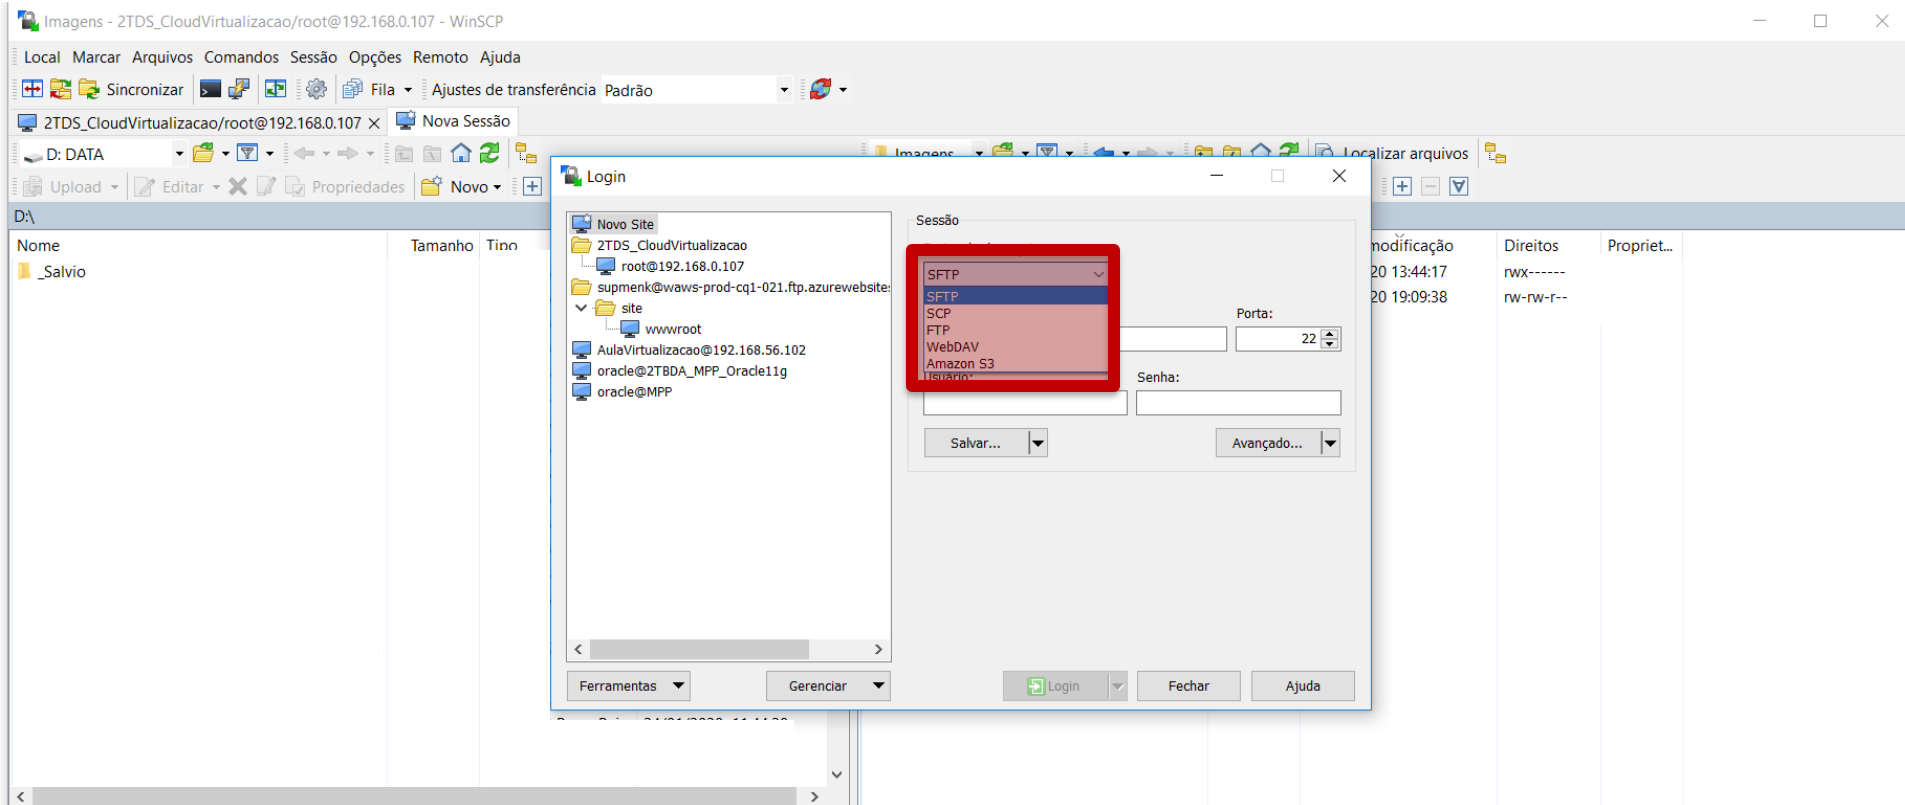 Imagens - 2TDS_CloudVirtualizacao/root@192.168.0.107 - WinSCP
Local Marcar Arquivos Comandos Sessão Opções Remoto Ajuda
Sincronizar Fila Ajustes de transferência Padrão
2TDS_CloudVirtualizacao/root@192.168.0.107 Nova Sessão
D: DATA Imagens Localizar arquivos
Upload Editar Propriedades Novo
D:\
Nome Tamanho Tipo
_Salvio
modificação Direitos Propriet...
20 13:44:17 rwx------
20 19:09:38 rw-rw-r--
Login
Novo Site
2TDS_CloudVirtualizacao
root@192.168.0.107
supmenk@waws-prod-cq1-021.ftp.azurewebsites
site
wwwroot
AulaVirtualizacao@192.168.56.102
oracle@2TBDA_MPP_Oracle11g
oracle@MPP
Sessão
SFTP
SFTP
SCP
FTP
WebDAV
Amazon S3
Porta:
22
Usuário:
Senha:
Salvar...
Avançado...
Ferramentas Gerenciar Login Fechar Ajuda